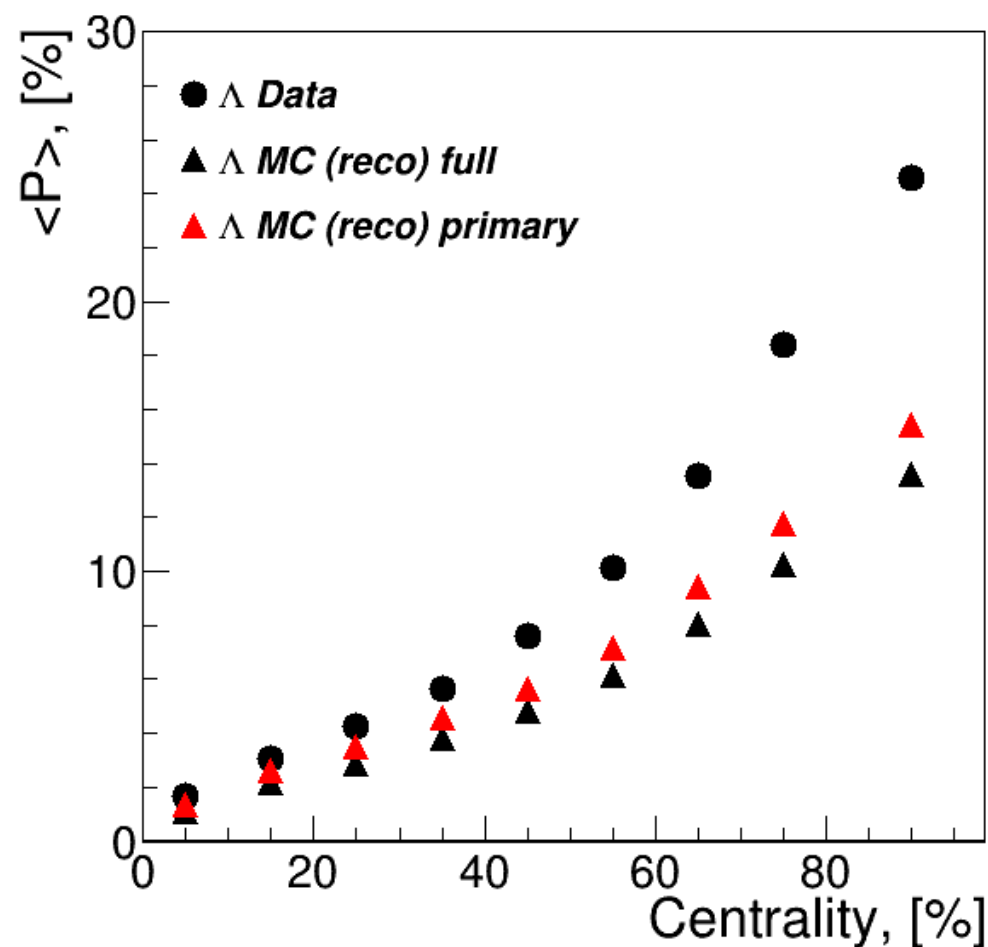 <P>, [%]
30
20
10
0
Λ Data
Λ MC (reco) full
Λ MC (reco) primary
0 20 40 60 80
Centrality, [%]